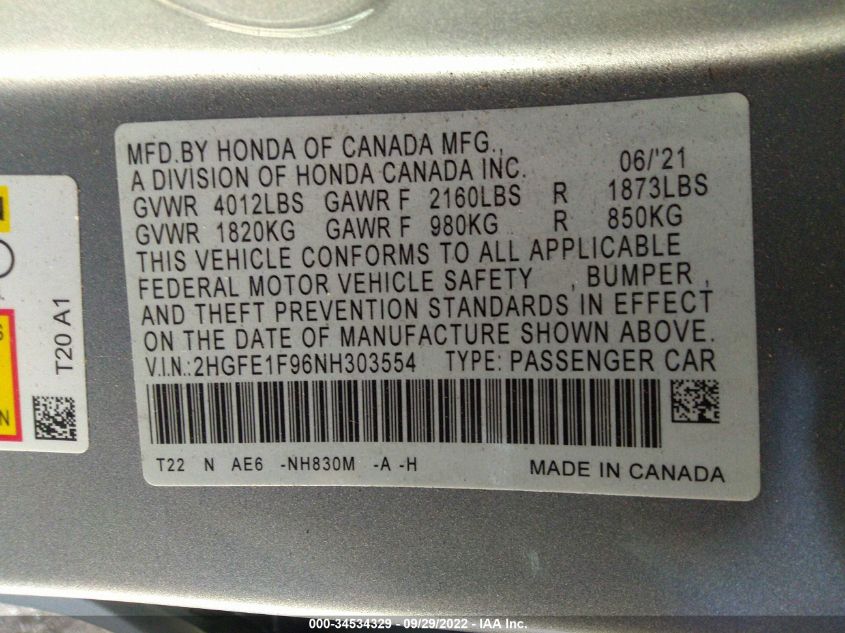 MFD.BY HONDA OF CANADA MFG.,
A DIVISION OF HONDA CANADA INC. 06/'21
GVWR 4012LBS GAWR F 2160LBS R 1873LBS
GVWR 1820KG GAWR F 980KG R 850KG
THIS VEHICLE CONFORMS TO ALL APPLICABLE
FEDERAL MOTOR VEHICLE SAFETY , BUMPER ,
AND THEFT PREVENTION STANDARDS IN EFFECT
ON THE DATE OF MANUFACTURE SHOWN ABOVE.
V.I.N.:2HGFE1F96NH303554 TYPE: PASSENGER CAR
T22 N AE6 -NH830M -A -H MADE IN CANADA
T20 A1
000-34534329 - 09/29/2022 - IAA Inc.